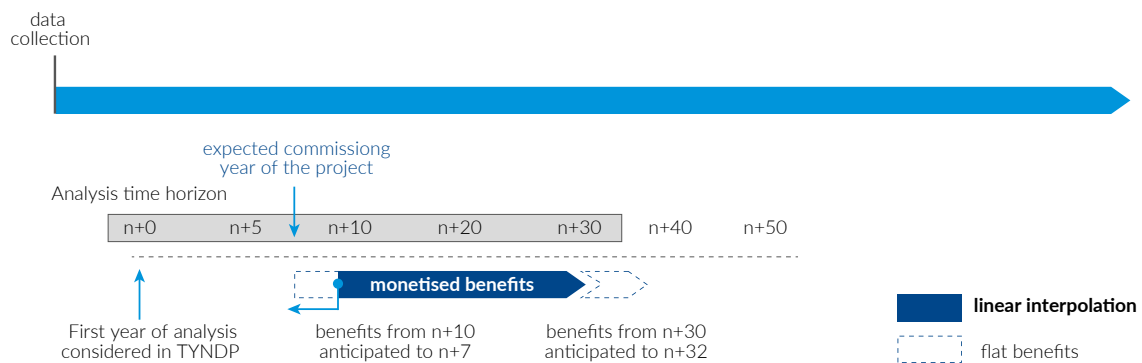 data
collection
expected commissiong
year of the project
Analysis time horizon
n+0 n+5 n+10 n+20 n+30 n+40 n+50
monetised benefits
linear interpolation
First year of analysis
considered in TYNDP
benefits from n+10
anticipated to n+7
benefits from n+30
anticipated to n+32
flat benefits